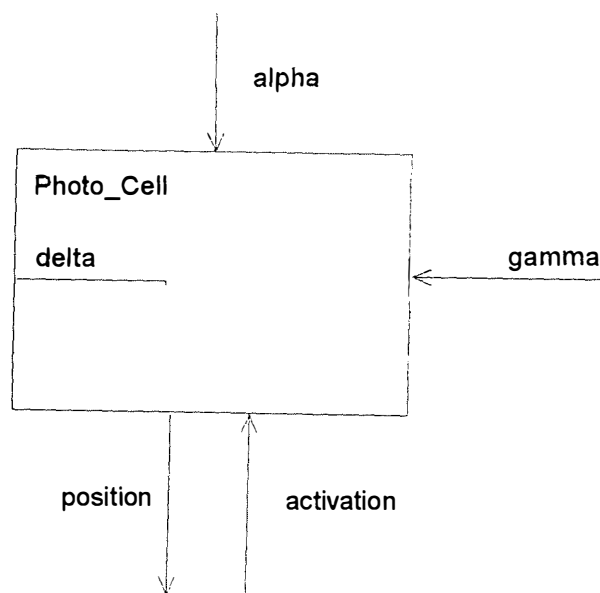 alpha
Photo_Cell
delta
gamma
position
activation